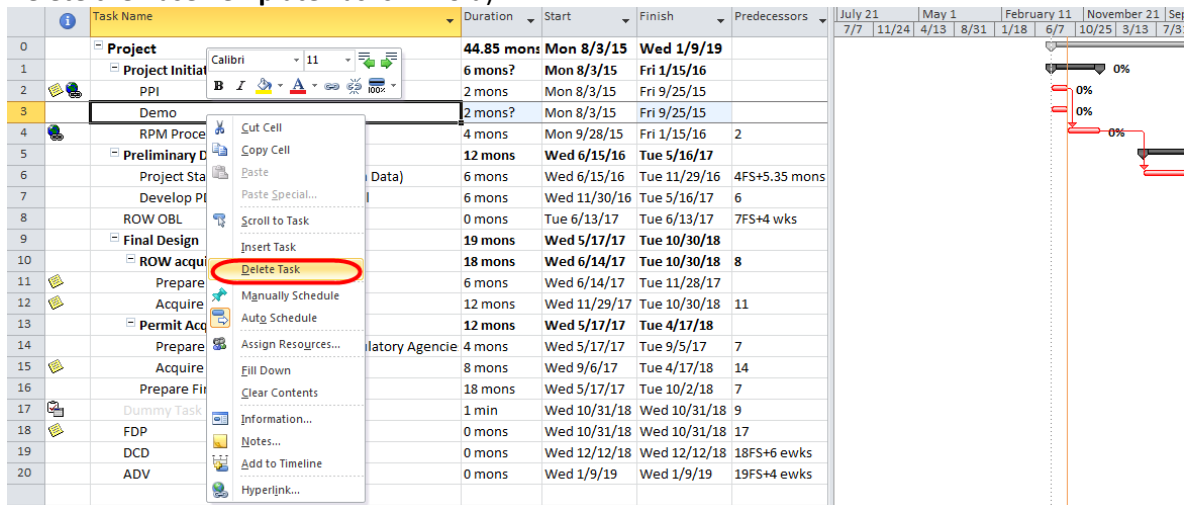 Task Name Duration Start Finish Predecessors July 21 May 1 February 11 November 21 Sep
7/7 11/24 4/13 8/31 1/18 6/7 10/25 3/13 7/31
0 Project 44.85 mons Mon 8/3/15 Wed 1/9/19
Calibri 11
1 Project Initiat 6 mons? Mon 8/3/15 Fri 1/15/16 0%
B I A 100%
2 PPI 2 mons Mon 8/3/15 Fri 9/25/15 0%
3 Demo 2 mons? Mon 8/3/15 Fri 9/25/15 0%
4 RPM Proce 4 mons Mon 9/28/15 Fri 1/15/16 2 0%
5 Preliminary D 12 mons Wed 6/15/16 Tue 5/16/17
6 Project Sta Data) 6 mons Wed 6/15/16 Tue 11/29/16 4FS+5.35 mons
7 Develop Pl 6 mons Wed 11/30/16 Tue 5/16/17 6
8 ROW OBL 0 mons Tue 6/13/17 Tue 6/13/17 7FS+4 wks
9 Final Design 19 mons Wed 5/17/17 Tue 10/30/18
10 ROW acqui 18 mons Wed 6/14/17 Tue 10/30/18 8
11 Prepare 6 mons Wed 6/14/17 Tue 11/28/17
12 Acquire 12 mons Wed 11/29/17 Tue 10/30/18 11
13 Permit Acq 12 mons Wed 5/17/17 Tue 4/17/18
14 Prepare ulatory Agencie 4 mons Wed 5/17/17 Tue 9/5/17 7
15 Acquire 8 mons Wed 9/6/17 Tue 4/17/18 14
16 Prepare Fir 18 mons Wed 5/17/17 Tue 10/2/18 7
17 Dummy Task 1 min Wed 10/31/18 Wed 10/31/18 9
18 FDP 0 mons Wed 10/31/18 Wed 10/31/18 17
19 DCD 0 mons Wed 12/12/18 Wed 12/12/18 18FS+6 ewks
20 ADV 0 mons Wed 1/9/19 Wed 1/9/19 19FS+4 ewks
Cut Cell
Copy Cell
Paste
Paste Special...
Scroll to Task
Insert Task
Delete Task
Manually Schedule
Auto Schedule
Assign Resources...
Fill Down
Clear Contents
Information...
Notes...
Add to Timeline
Hyperlink...